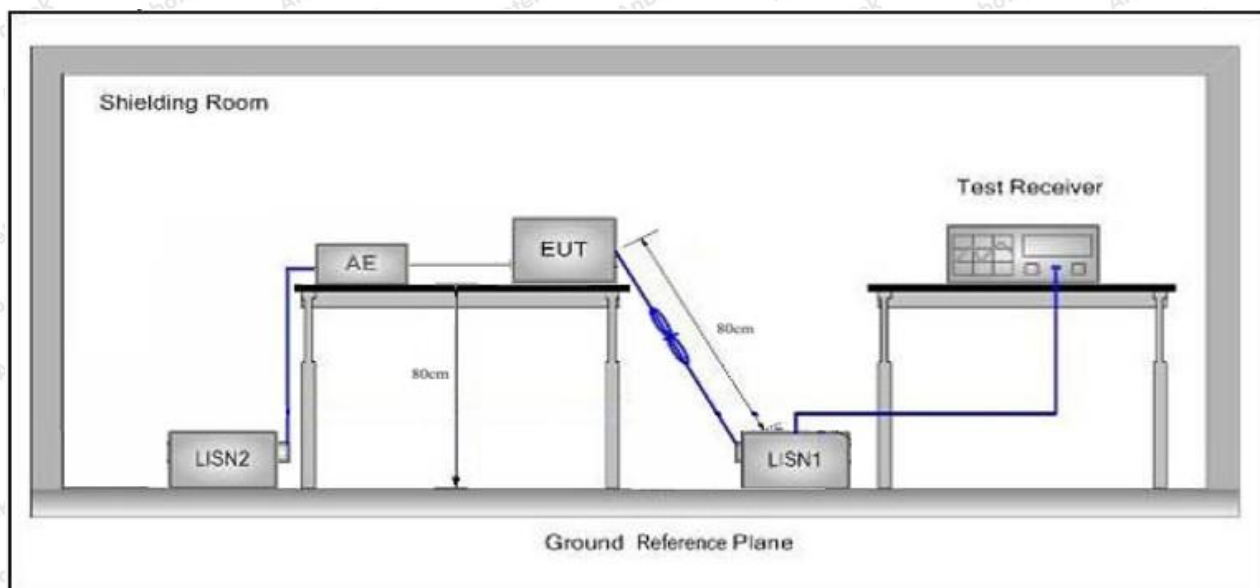 Shielding Room
Test Receiver
EUT
AE
80cm
80cm
LISN2
LISN1
Ground Reference Plane